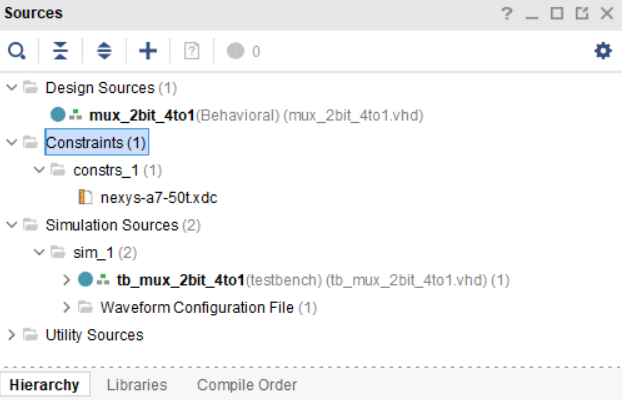 Sources
? 
0
Design Sources (1)
mux_2bit_4to1(Behavioral) (mux_2bit_4to1.vhd)
Constraints (1)
constrs_1 (1)
nexys-a7-50t.xdc
Simulation Sources (2)
sim_1 (2)
tb_mux_2bit_4to1(testbench) (tb_mux_2bit_4to1.vhd) (1)
Waveform Configuration File (1)
Utility Sources
Hierarchy Libraries Compile Order